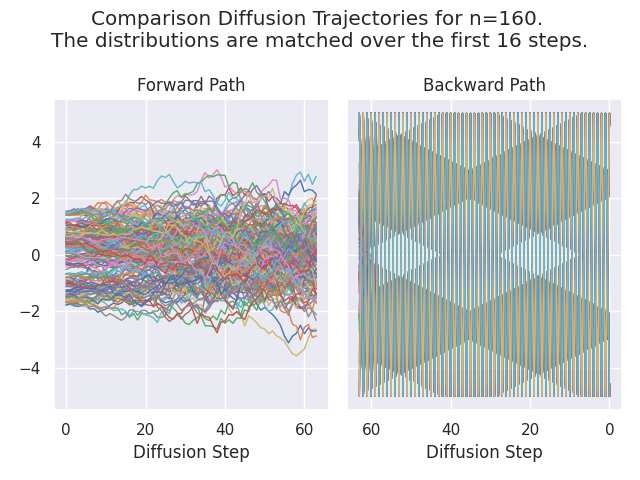 Comparison Diffusion Trajectories for n=160.
The distributions are matched over the first 16 steps.
Forward Path
Backward Path
4
2
0
−2
−4
0 20 40 60
60 40 20 0
Diffusion Step
Diffusion Step